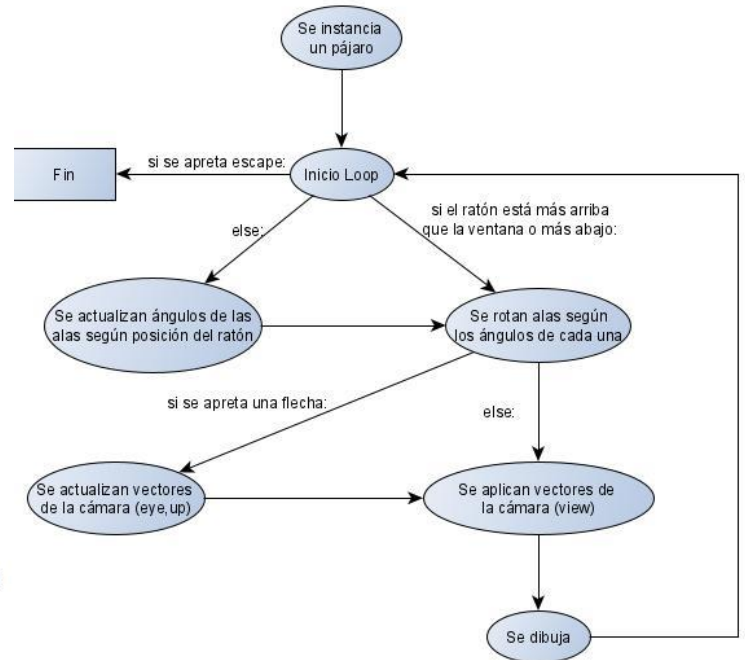 Se instancia
un pájaro
si se apreta escape:
Fin
Inicio Loop
si el ratón está más arriba
que la ventana o más abajo:
else:
Se actualizan ángulos de las
alas según posición del ratón
Se rotan alas según
los ángulos de cada una
si se apreta una flecha:
else:
Se actualizan vectores
de la cámara (eye,up)
Se aplican vectores de
la cámara (view)
Se dibuja